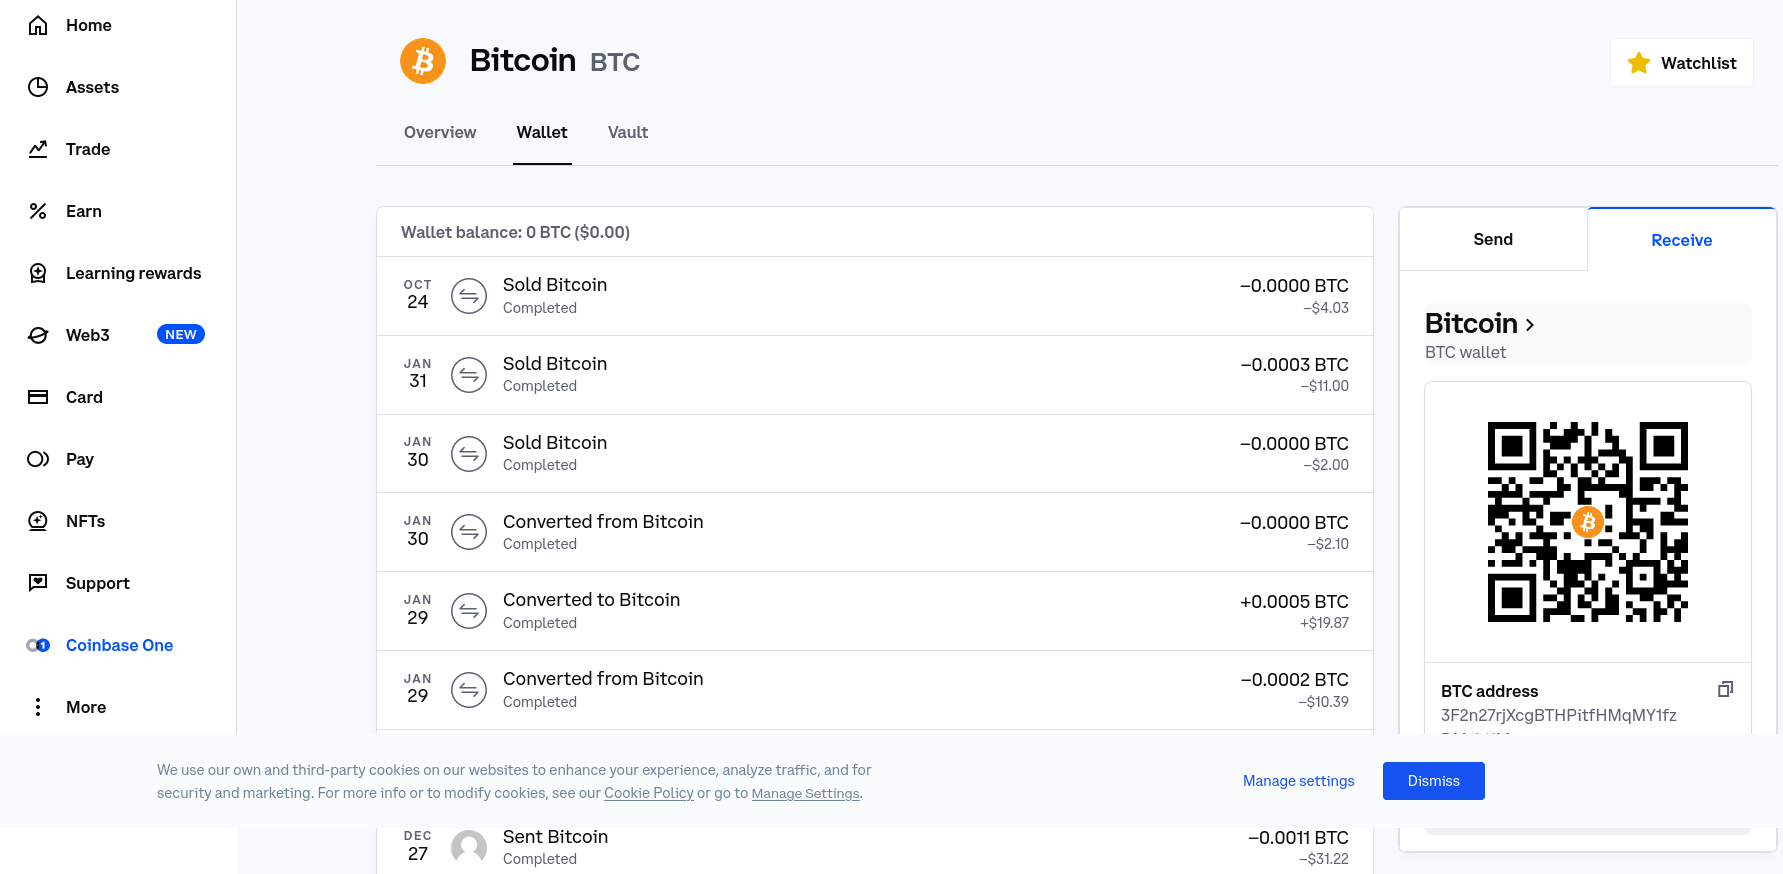 Home
Assets
Trade
Earn
Learning rewards
Web3 NEW
Card
Pay
NFTs
Support
Coinbase One
More
Bitcoin BTC
Watchlist
Overview Wallet Vault
Wallet balance: 0 BTC ($0.00)
OCT
24
Sold Bitcoin
Completed
–0.0000 BTC
–$4.03
JAN
31
Sold Bitcoin
Completed
–0.0003 BTC
–$11.00
JAN
30
Sold Bitcoin
Completed
–0.0000 BTC
–$2.00
JAN
30
Converted from Bitcoin
Completed
–0.0000 BTC
–$2.10
JAN
29
Converted to Bitcoin
Completed
+0.0005 BTC
+$19.87
JAN
29
Converted from Bitcoin
Completed
–0.0002 BTC
–$10.39
DEC
27
Sent Bitcoin
Completed
–0.0011 BTC
–$31.22
Send Receive
Bitcoin
BTC wallet
BTC address
3F2n27rjXcgBTHPitfHMqMY1fz
We use our own and third-party cookies on our websites to enhance your experience, analyze traffic, and for
security and marketing. For more info or to modify cookies, see our Cookie Policy or go to Manage Settings.
Manage settings
Dismiss